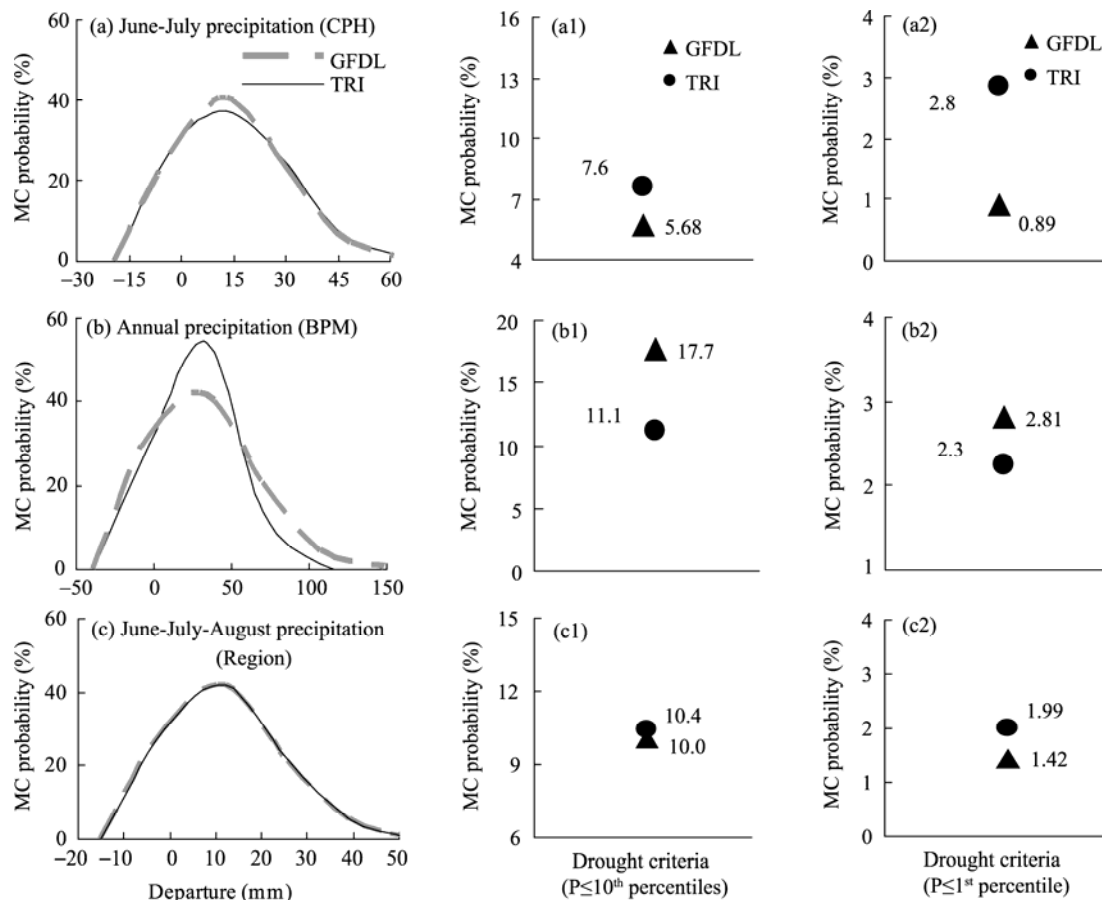 (a) June-July precipitation (CPH)
GFDL
TRI
MC probability (%)
60
40
20
0
−30
−15
0
15
30
45
60
(a1)
GFDL
TRI
MC probability (%)
16
13
10
7
4
7.6
5.68
(a2)
GFDL
TRI
MC probability (%)
4
3
2
1
0
2.8
0.89
(b) Annual precipitation (BPM)
MC probability (%)
60
40
20
0
−50
0
50
100
150
(b1)
MC probability (%)
20
15
10
5
0
17.7
11.1
(b2)
MC probability (%)
4
3
2
1
2.81
2.3
(c) June-July-August precipitation
(Region)
MC probability (%)
60
40
20
0
−20
−10
0
10
20
30
40
50
Departure (mm)
(c1)
MC probability (%)
15
12
9
6
10.4
10.0
Drought criteria
(P≤10th percentiles)
(c2)
MC probability (%)
4
3
2
1
0
1.99
1.42
Drought criteria
(P≤1st percentile)